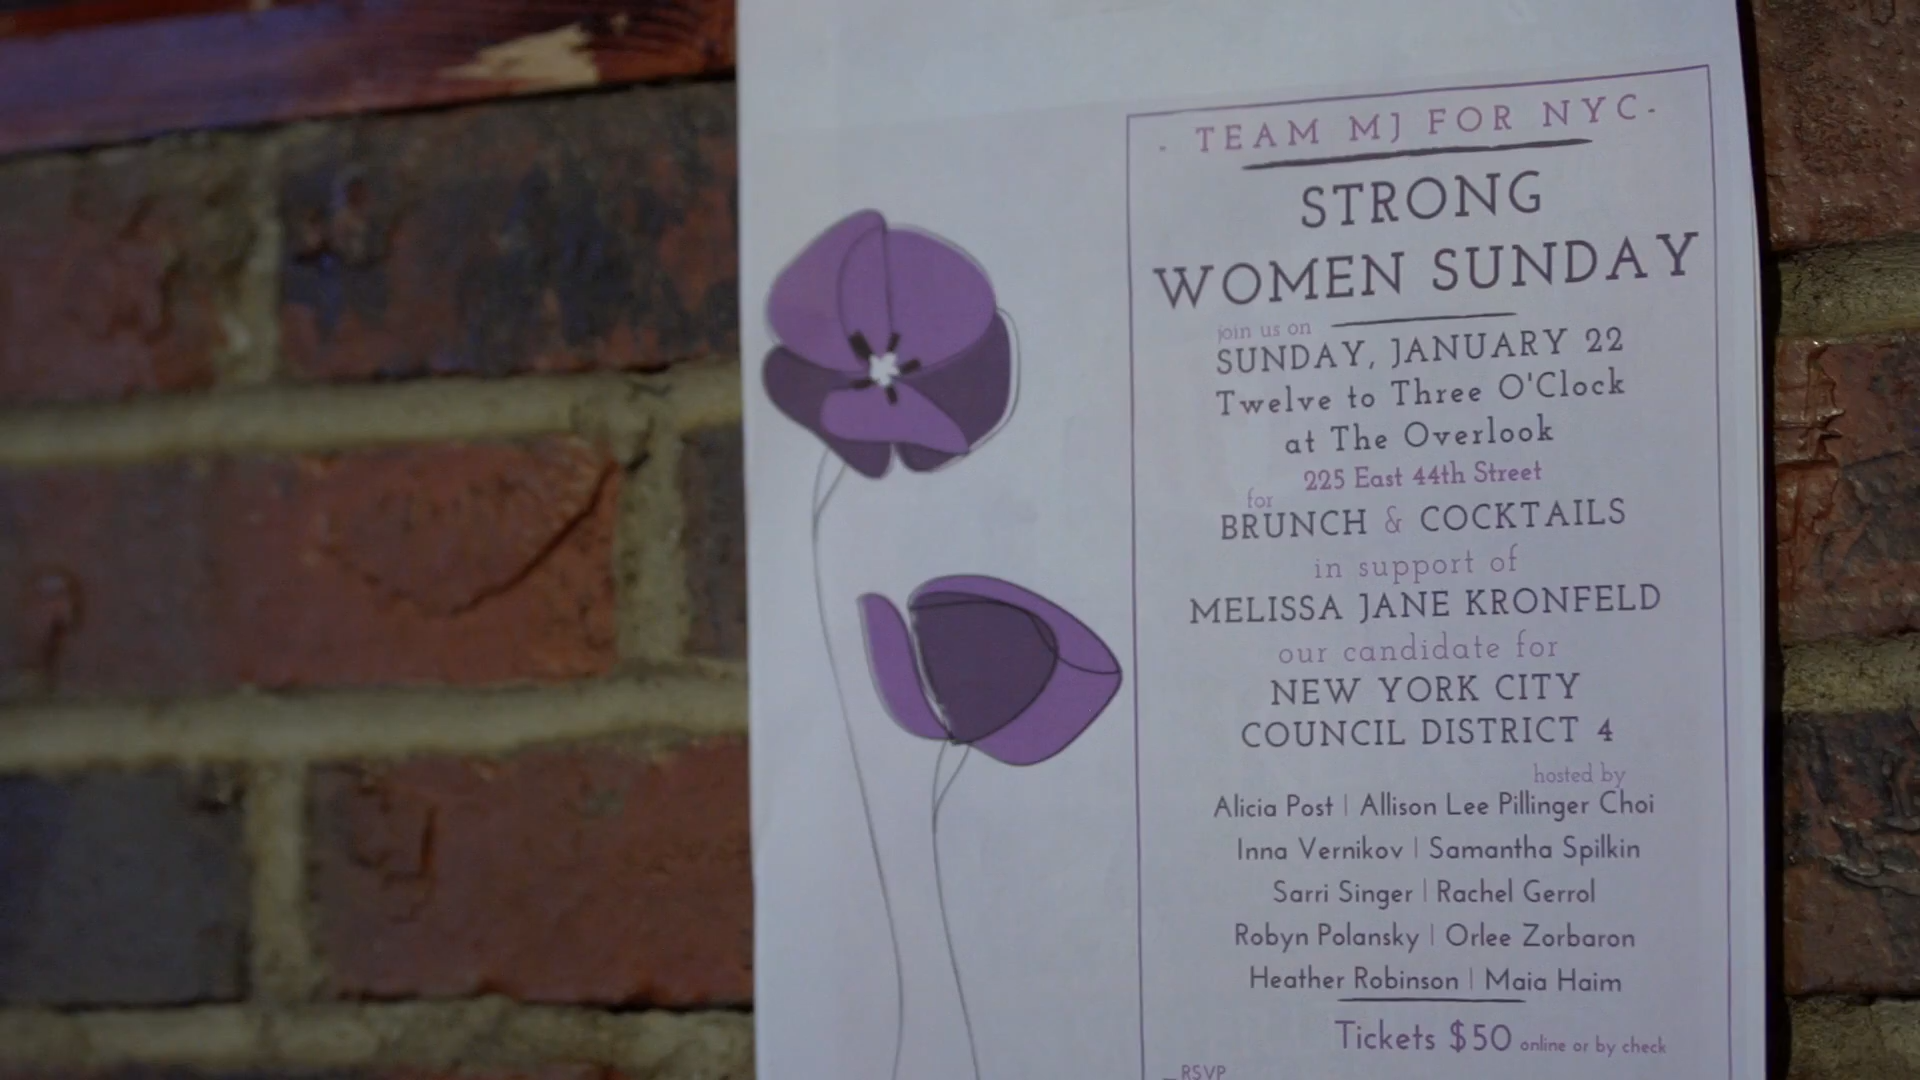 - TEAM MJ FOR NYC-
STRONG
WOMEN SUNDAY
join us on
SUNDAY, JANUARY 22
Twelve to Three O'Clock
at The Overlook
225 East 44th Street
for
BRUNCH & COCKTAILS
in support of
MELISSA JANE KRONFELD
our candidate for
NEW YORK CITY
COUNCIL DISTRICT 4
hosted by
Alicia Post | Allison Lee Pillinger Choi
Inna Vernikov | Samantha Spilkin
Sarri Singer | Rachel Gerrol
Robyn Polansky | Orlee Zorbaron
Heather Robinson | Maia Haim
Tickets $50 online or by check
RSVP